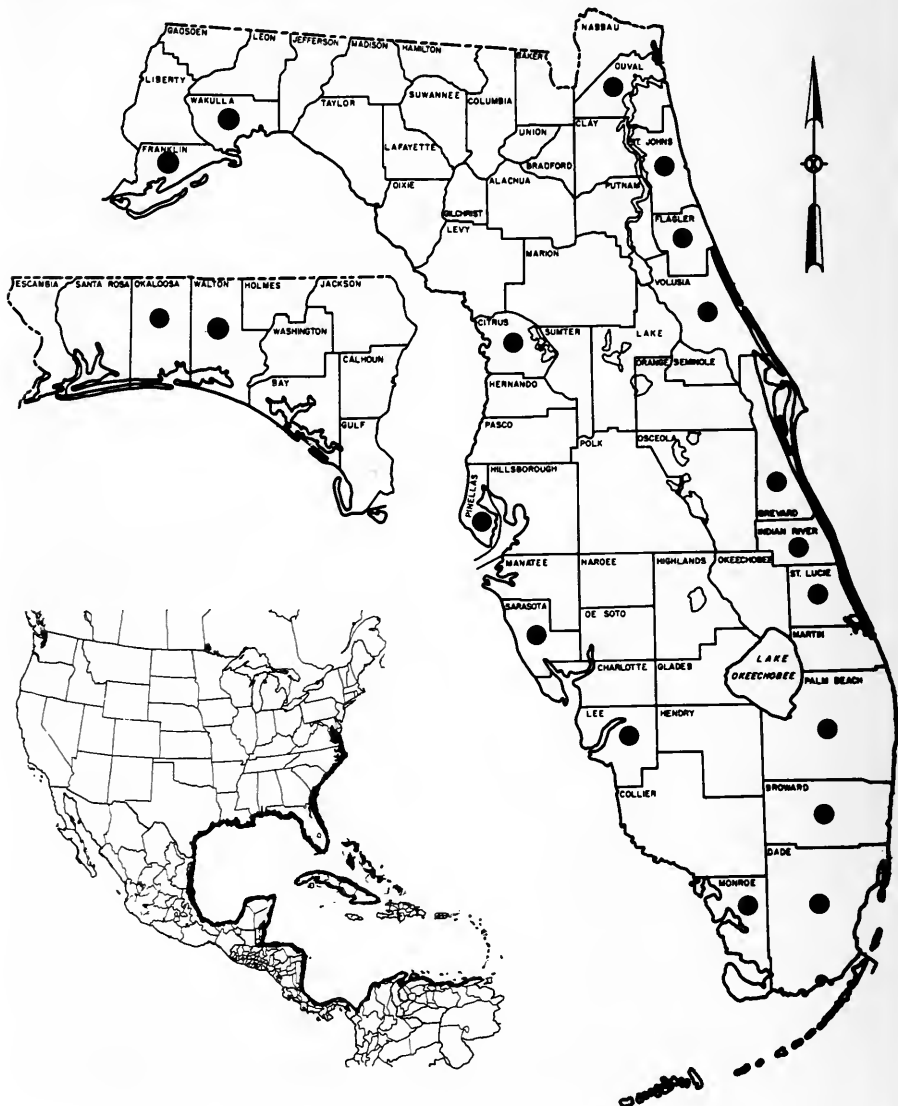 NASSAU
GADSDEN
LEON
JEFFERSON
MADISON
HAMILTON
BAKER
DUVAL
LIBERTY
SUWANNEE
COLUMBIA
WAKULLA
TAYLOR
UNION
CLAY
ST. JOHNS
FRANKLIN
LAFAYETTE
BRADFORD
DIXIE
ALACHUA
PUTNAM
GILCHRIST
FLAGLER
LEVY
MARION
VOLUSIA
ESCAMBIA
SANTA ROSA
OKALOOSA
WALTON
HOLMES
JACKSON
WASHINGTON
CALHOUN
BAY
GULF
CITRUS
SUMTER
LAKE
ORANGE
SEMINOLE
HERNANDO
PASCO
POLK
OSCEOLA
HILLSBOROUGH
PINELLAS
BREVARD
INDIAN RIVER
MANATEE
HARDEE
HIGHLANDS
OKEECHOBEE
ST. LUCIE
SARASOTA
DE SOTO
MARTIN
CHARLOTTE
GLADES
LAKE
OKEECHOBEE
PALM BEACH
LEE
HENDRY
COLLIER
BROWARD
DADE
MONROE